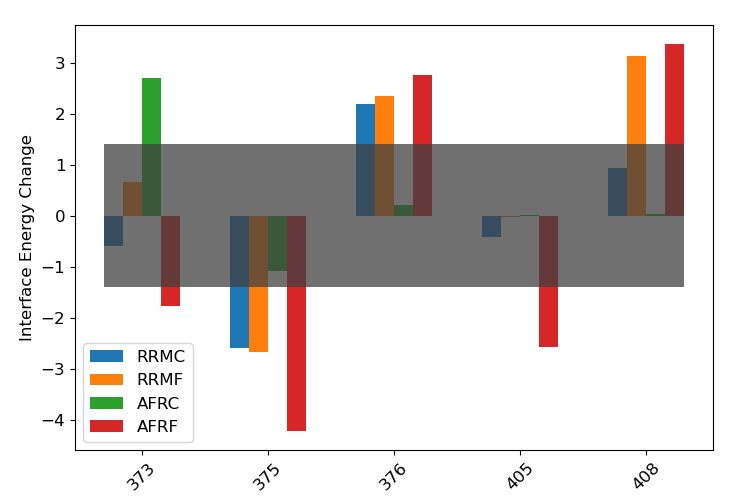 Interface Energy Change
3
2
1
0
−1
−2
−3
−4
RRMC
RRMF
AFRC
AFRF
373
375
376
405
408